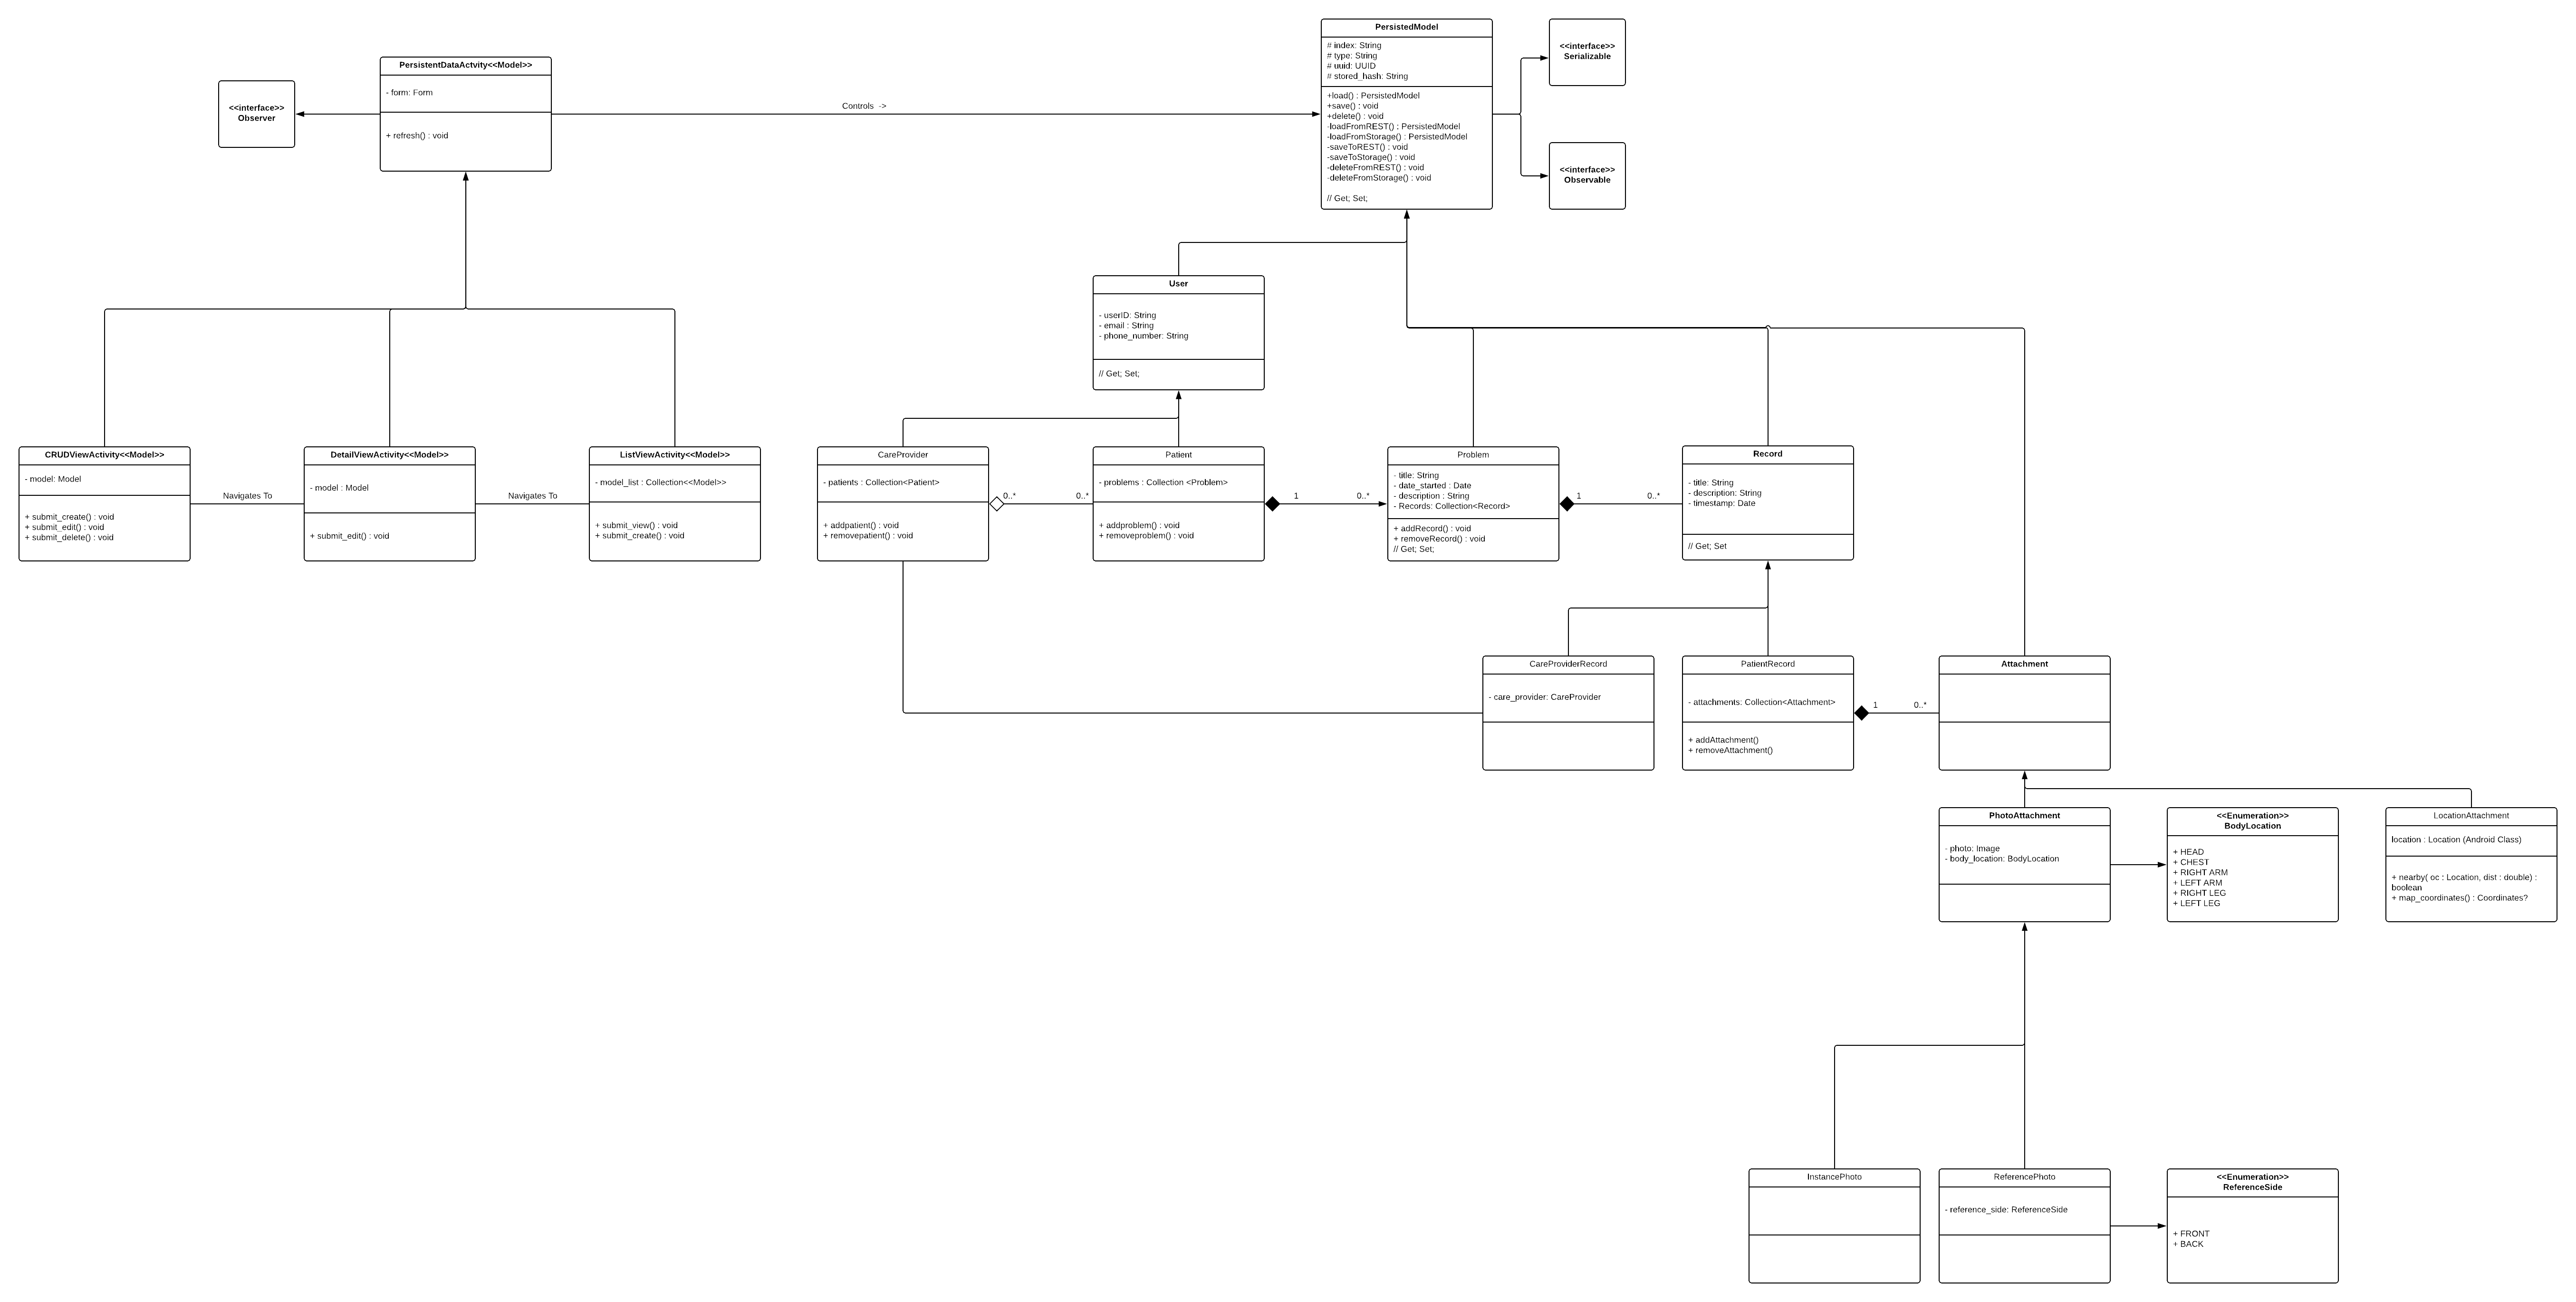 PersistedModel
# index: String
# type: String
# uuid: UUID
# stored_hash: String
+load() : PersistedModel
+save() : void
+delete() : void
-loadFromREST() : PersistedModel
-loadFromStorage() : PersistedModel
-saveToREST() : void
-saveToStorage() : void
-deleteFromREST() : void
-deleteFromStorage() : void
// Get; Set;
<<interface>>
Serializable
<<interface>>
Observable
PersistentDataActvity<<Model>>
- form: Form
+ refresh() : void
<<interface>>
Observer
Controls ->
User
- userID: String
- email : String
- phone_number: String
// Get; Set;
CRUDViewActivity<<Model>>
- model: Model
+ submit_create() : void
+ submit_edit() : void
+ submit_delete() : void
Navigates To
DetailViewActivity<<Model>>
- model : Model
+ submit_edit() : void
Navigates To
ListViewActivity<<Model>>
- model_list : Collection<<Model>>
+ submit_view() : void
+ submit_create() : void
CareProvider
- patients : Collection<Patient>
+ addpatient() : void
+ removepatient() : void
0..*
0..*
Patient
- problems : Collection <Problem>
+ addproblem() : void
+ removeproblem() : void
1
0..*
Problem
- title: String
- date_started : Date
- description : String
- Records: Collection<Record>
+ addRecord() : void
+ removeRecord() : void
// Get; Set;
1
0..*
Record
- title: String
- description: String
- timestamp: Date
// Get; Set
CareProviderRecord
- care_provider: CareProvider
PatientRecord
- attachments: Collection<Attachment>
+ addAttachment()
+ removeAttachment()
1
0..*
Attachment
PhotoAttachment
- photo: Image
- body_location: BodyLocation
<<Enumeration>>
BodyLocation
+ HEAD
+ CHEST
+ RIGHT ARM
+ LEFT ARM
+ RIGHT LEG
+ LEFT LEG
LocationAttachment
location : Location (Android Class)
+ nearby( oc : Location, dist : double) :
boolean
+ map_coordinates() : Coordinates?
InstancePhoto
ReferencePhoto
- reference_side: ReferenceSide
<<Enumeration>>
ReferenceSide
+ FRONT
+ BACK